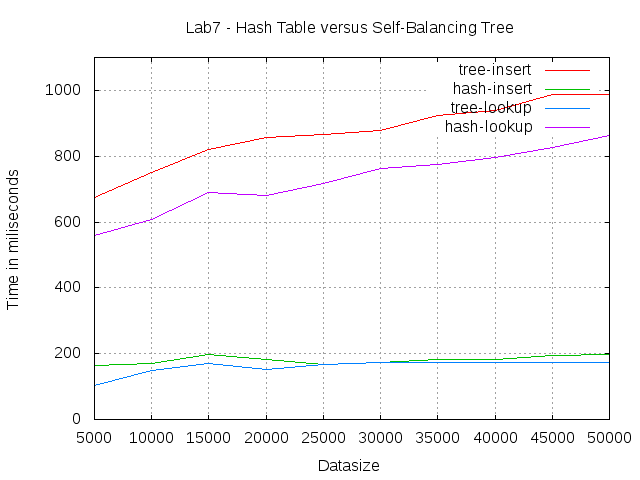 Lab7 - Hash Table versus Self-Balancing Tree
tree-insert
hash-insert
tree-lookup
hash-lookup
Time in miliseconds
1000
800
600
400
200
0
5000 10000 15000 20000 25000 30000 35000 40000 45000 50000
Datasize